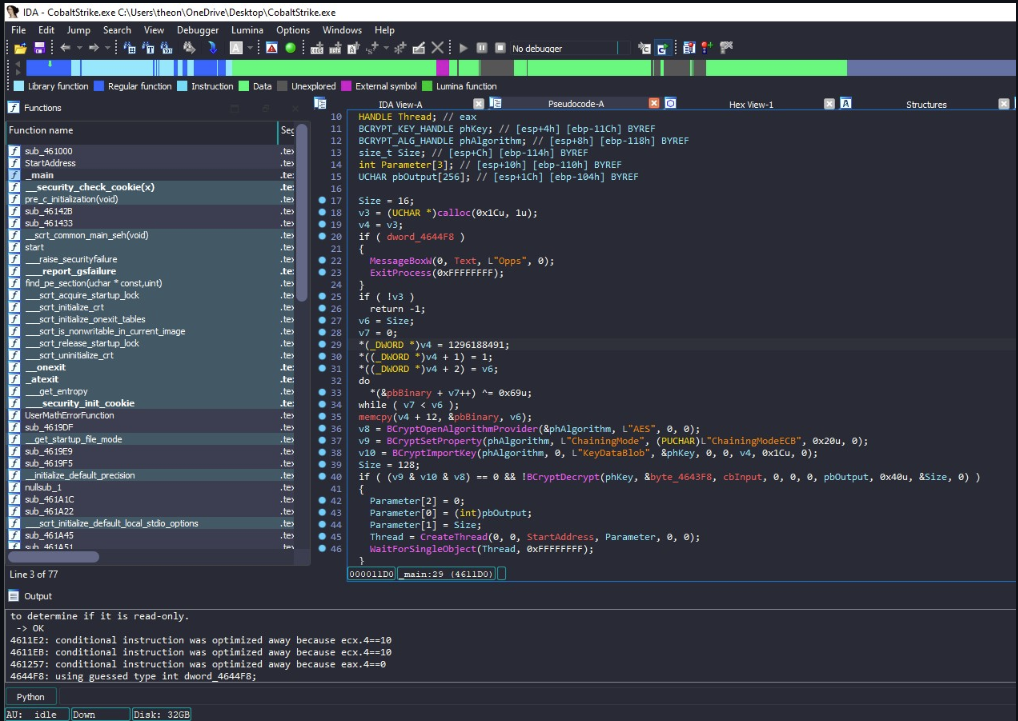 IDA - CobaltStrike.exe C:\Users\theon\OneDrive\Desktop\CobaltStrike.exe
File Edit Jump Search View Debugger Lumina Options Windows Help
No debugger
Library function Regular function Instruction Data Unexplored External symbol Lumina function
Functions
IDA View-A Pseudocode-A Hex View-1 Structures
Function name Seg
sub_461000 .te
StartAddress .te
_main .te
__security_check_cookie(x) .te
pre_c_initialization(void) .te
sub_46142B .te
sub_461433 .te
__scrt_common_main_seh(void) .te
start .te
___raise_securityfailure .te
___report_gsfailure .te
find_pe_section(uchar * const,uint) .te
___scrt_acquire_startup_lock .te
___scrt_initialize_crt .te
___scrt_initialize_onexit_tables .te
___scrt_is_nonwritable_in_current_image .te
___scrt_release_startup_lock .te
___scrt_uninitialize_crt .te
__onexit .te
_atexit .te
___get_entropy .te
___security_init_cookie .te
UserMathErrorFunction .te
sub_4619DF .te
__get_startup_file_mode .te
sub_4619E9 .te
sub_4619F5 .te
__initialize_default_precision .te
nullsub_1 .te
sub_461A1C .te
sub_461A22 .te
___scrt_initialize_default_local_stdio_options .te
sub_461A45 .te
sub_461A51 .te
Line 3 of 77
10 HANDLE Thread; // eax
11 BCRYPT_KEY_HANDLE phKey; // [esp+4h] [ebp-11Ch] BYREF
12 BCRYPT_ALG_HANDLE phAlgorithm; // [esp+8h] [ebp-118h] BYREF
13 size_t Size; // [esp+Ch] [ebp-114h] BYREF
14 int Parameter[3]; // [esp+10h] [ebp-110h] BYREF
15 UCHAR pbOutput[256]; // [esp+1Ch] [ebp-104h] BYREF
16
17 Size = 16;
18 v3 = (UCHAR *)calloc(0x1Cu, 1u);
19 v4 = v3;
20 if ( dword_4644F8 )
21 {
22 MessageBoxW(0, Text, L"Opps", 0);
23 ExitProcess(0xFFFFFFFF);
24 }
25 if ( !v3 )
26 return -1;
27 v6 = Size;
28 v7 = 0;
29 *(_DWORD *)v4 = 1296188491;
30 *((_DWORD *)v4 + 1) = 1;
31 *((_DWORD *)v4 + 2) = v6;
32 do
33 *(&pbBinary + v7++) ^= 0x69u;
34 while ( v7 < v6 );
35 memcpy(v4 + 12, &pbBinary, v6);
36 v8 = BCryptOpenAlgorithmProvider(&phAlgorithm, L"AES", 0, 0);
37 v9 = BCryptSetProperty(phAlgorithm, L"ChainingMode", (PUCHAR)L"ChainingModeECB", 0x20u, 0);
38 v10 = BCryptImportKey(phAlgorithm, 0, L"KeyDataBlob", &phKey, 0, 0, v4, 0x1Cu, 0);
39 Size = 128;
40 if ( (v9 & v10 & v8) == 0 && !BCryptDecrypt(phKey, &byte_4643F8, cbInput, 0, 0, 0, pbOutput, 0x40u, &Size, 0) )
41 {
42 Parameter[2] = 0;
43 Parameter[0] = (int)pbOutput;
44 Parameter[1] = Size;
45 Thread = CreateThread(0, 0, StartAddress, Parameter, 0, 0);
46 WaitForSingleObject(Thread, 0xFFFFFFFF);
}
000011D0 _main:29 (4611D0)
Output
to determine if it is read-only.
-> OK
4611E2: conditional instruction was optimized away because ecx.4==10
4611EB: conditional instruction was optimized away because ecx.4==10
461257: conditional instruction was optimized away because eax.4==0
4644F8: using guessed type int dword_4644F8;
Python
AU: idle Down Disk: 32GB